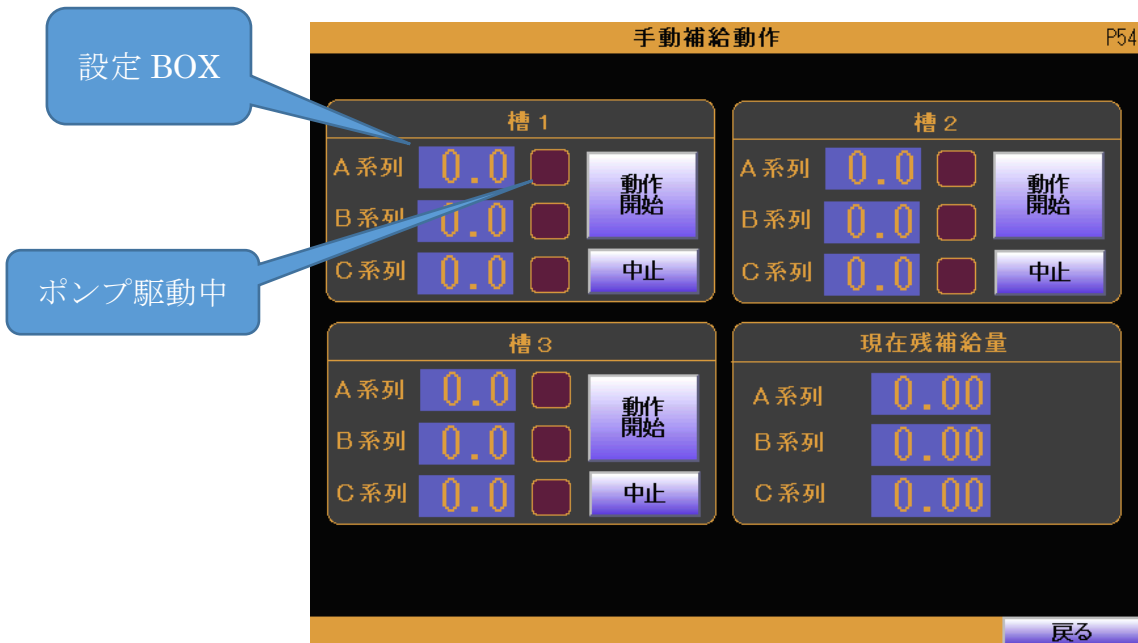 設定 BOX
手動補給動作 P54
槽1
A系列 0.0
B系列 0.0
C系列 0.0
動作
開始
中止
槽2
A系列 0.0
B系列 0.0
C系列 0.0
動作
開始
中止
ポンプ駆動中
槽3
A系列 0.0
B系列 0.0
C系列 0.0
動作
開始
中止
現在残補給量
A系列 0.00
B系列 0.00
C系列 0.00
戻る